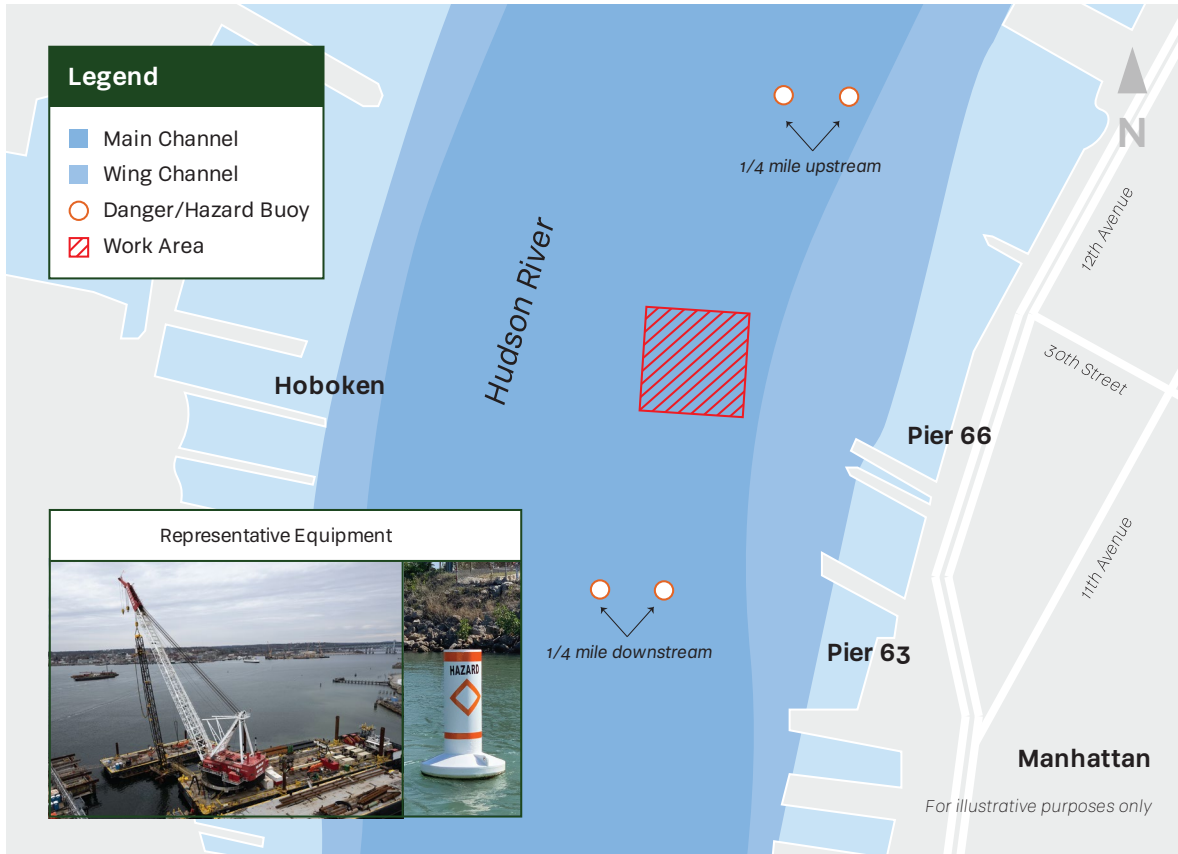 Legend
Main Channel
Wing Channel
Danger/Hazard Buoy
Work Area
1/4 mile upstream
N
12th Avenue
Hudson River
30th Street
Hoboken
Pier 66
11th Avenue
Representative Equipment
HAZARD
1/4 mile downstream
Pier 63
Manhattan
For illustrative purposes only